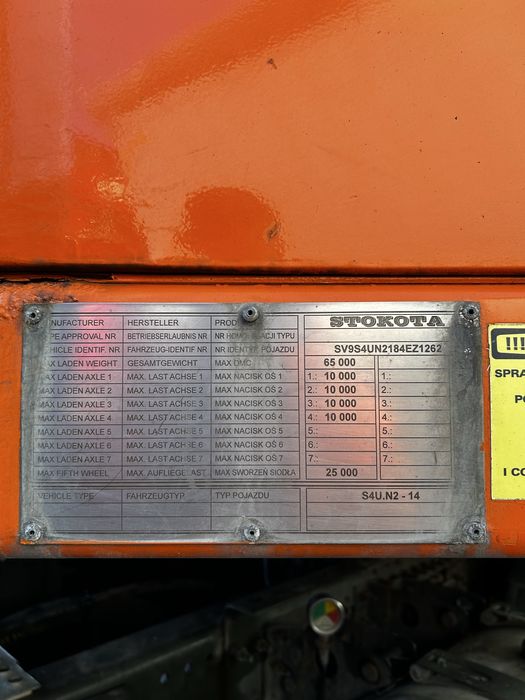 STOKOTA
NUFACTURER HERSTELLER PROD
PE APPROVAL NR BETRIEBSERLAUBNIS NR NR HOMOLOGACJI TYPU
HICLE IDENTIF. NR FAHRZEUG-IDENTIF NR NR IDENTYF. POJAZDU SV9S4UN2184EZ1262
MAX LADEN WEIGHT GESAMTGEWICHT MAX DMC 65 000
MAX LADEN AXLE 1 MAX. LAST ACHSE 1 MAX NACISK OŚ 1 1.: 10 000 1.:
MAX LADEN AXLE 2 MAX. LAST ACHSE 2 MAX NACISK OŚ 2 2.: 10 000 2.:
MAX LADEN AXLE 3 MAX. LAST ACHSE 3 MAX NACISK OŚ 3 3.: 10 000 3.:
MAX LADEN AXLE 4 MAX. LAST ACHSE 4 MAX NACISK OŚ 4 4.: 10 000 4.:
MAX LADEN AXLE 5 MAX. LAST ACHSE 5 MAX NACISK OŚ 5 5.: 5.:
MAX LADEN AXLE 6 MAX. LAST ACHSE 6 MAX NACISK OŚ 6 6.: 6.:
MAX LADEN AXLE 7 MAX. LAST ACHSE 7 MAX NACISK OŚ 7 7.: 7.:
MAX FIFTH WHEEL MAX. AUFLIEGELAST MAX SWORZEŃ SIODŁA 25 000
VEHICLE TYPE FAHRZEUGTYP TYP POJAZDU S4U.N2 - 14
!!!
SPRA
PO
I CO